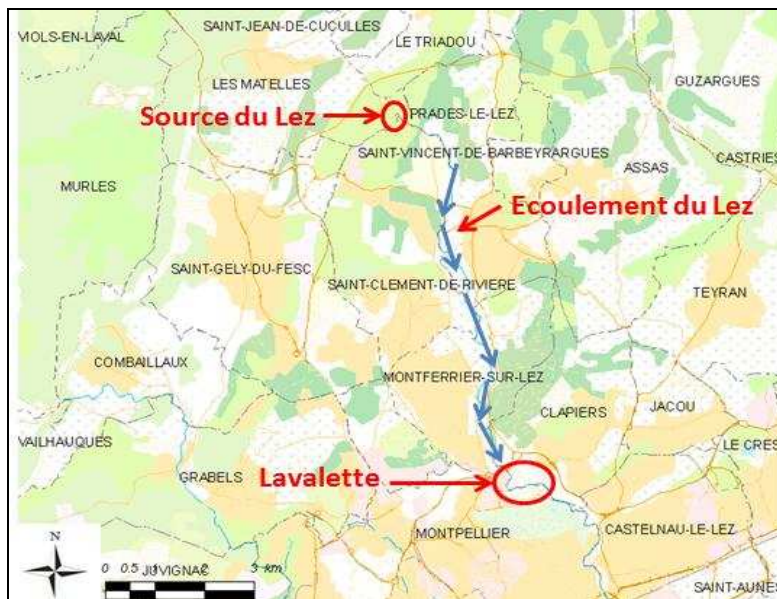 SAINT-JEAN-DE-CUCULLES
VIOLS-EN-LAVAL
LE TRIADOU
LES MATELLES
GUZARGUES
Source du Lez
PRADES-LE-LEZ
SAINT-VINCENT-DE-BARBEYRARGUES
ASSAS
CASTRIES
MURLES
Ecoulement du Lez
SAINT-GELY-DU-FESC
SAINT-CLEMENT-DE-RIVIERE
TEYRAN
COMBAILLAUX
MONTFERRIER-SUR-LEZ
CLAPIERS
JACOU
VAILHAUQUES
LE CRES
GRABELS
Lavalette
MONTPELLIER
CASTELNAU-LE-LEZ
N
0 0.5 1 2 3 km
JUVIGNAC
SAINT-AUNES